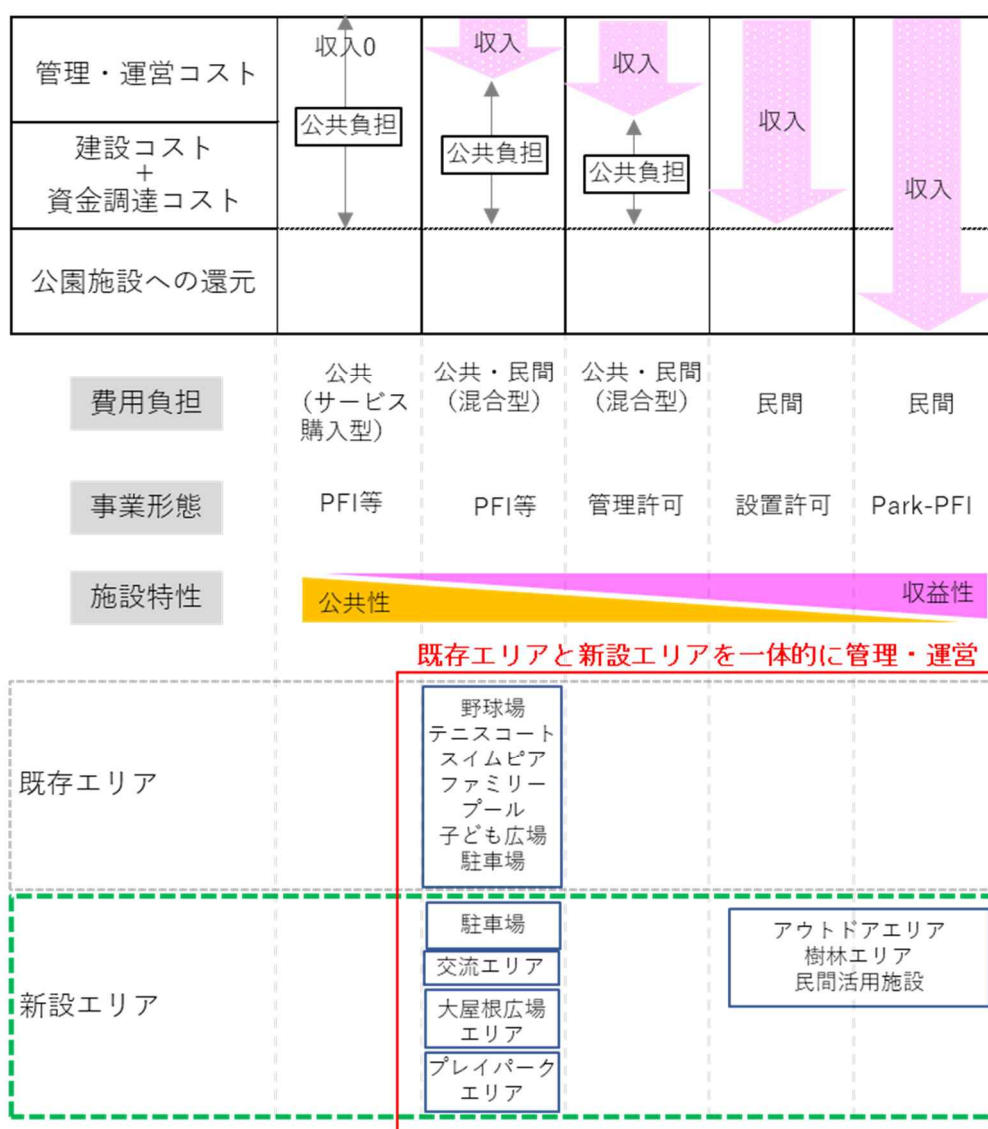 管理・運営コスト
収入0
収入
収入
収入
収入
公共負担
公共負担
公共負担
建設コスト
+
資金調達コスト
公園施設への還元
費用負担
公共
(サービス
購入型)
公共・民間
(混合型)
公共・民間
(混合型)
民間
民間
事業形態
PFI等
PFI等
管理許可
設置許可
Park-PFI
施設特性
公共性
収益性
既存エリアと新設エリアを一体的に管理・運営
既存エリア
野球場
テニスコート
スイムピア
ファミリー
プール
子ども広場
駐車場
新設エリア
駐車場
交流エリア
大屋根広場
エリア
プレイパーク
エリア
アウトドアエリア
樹林エリア
民間活用施設